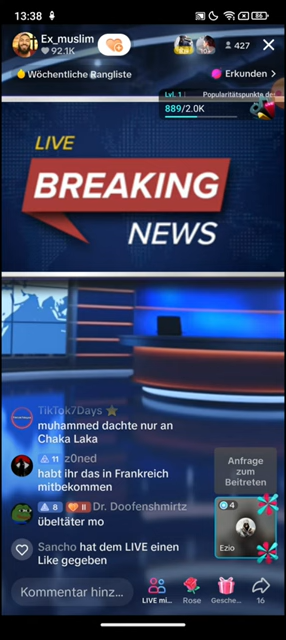 13:38
86
Ex_muslim
92.1K
427
Wöchentliche Rangliste
Erkunden >
Lvl. 1 | Popularitätspunkte de
889/2.0K
LIVE
BREAKING
NEWS
TikTok7Days
muhammed dachte nur an
Chaka Laka
11 z0ned
habt ihr das in Frankreich
mitbekommen
8 II Dr. Doofenshmirtz
übeltäter mo
Sancho hat dem LIVE einen
Like gegeben
Anfrage
zum
Beitreten
4
Ezio
Kommentar hinz...
LIVE mi...
Rose
Gesche...
16